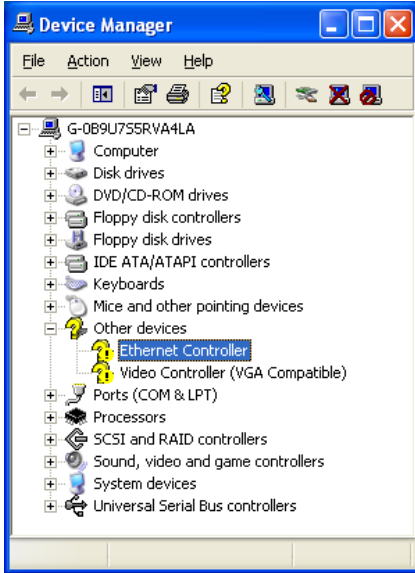 Device Manager
File Action View Help
G-0B9U7S5RVA4LA
Computer
Disk drives
DVD/CD-ROM drives
Floppy disk controllers
Floppy disk drives
IDE ATA/ATAPI controllers
Keyboards
Mice and other pointing devices
Other devices
Ethernet Controller
Video Controller (VGA Compatible)
Ports (COM & LPT)
Processors
SCSI and RAID controllers
Sound, video and game controllers
System devices
Universal Serial Bus controllers